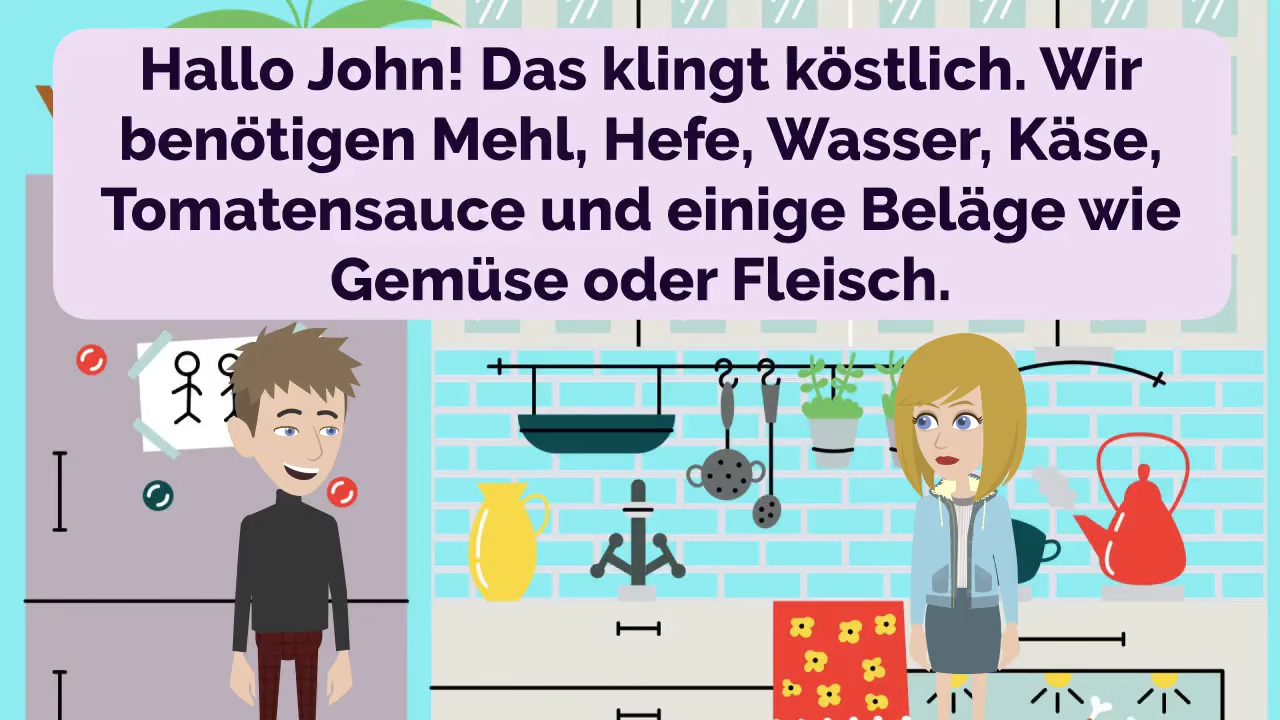 Hallo John! Das klingt köstlich. Wir
benötigen Mehl, Hefe, Wasser, Käse,
Tomatensauce und einige Beläge wie
Gemüse oder Fleisch.